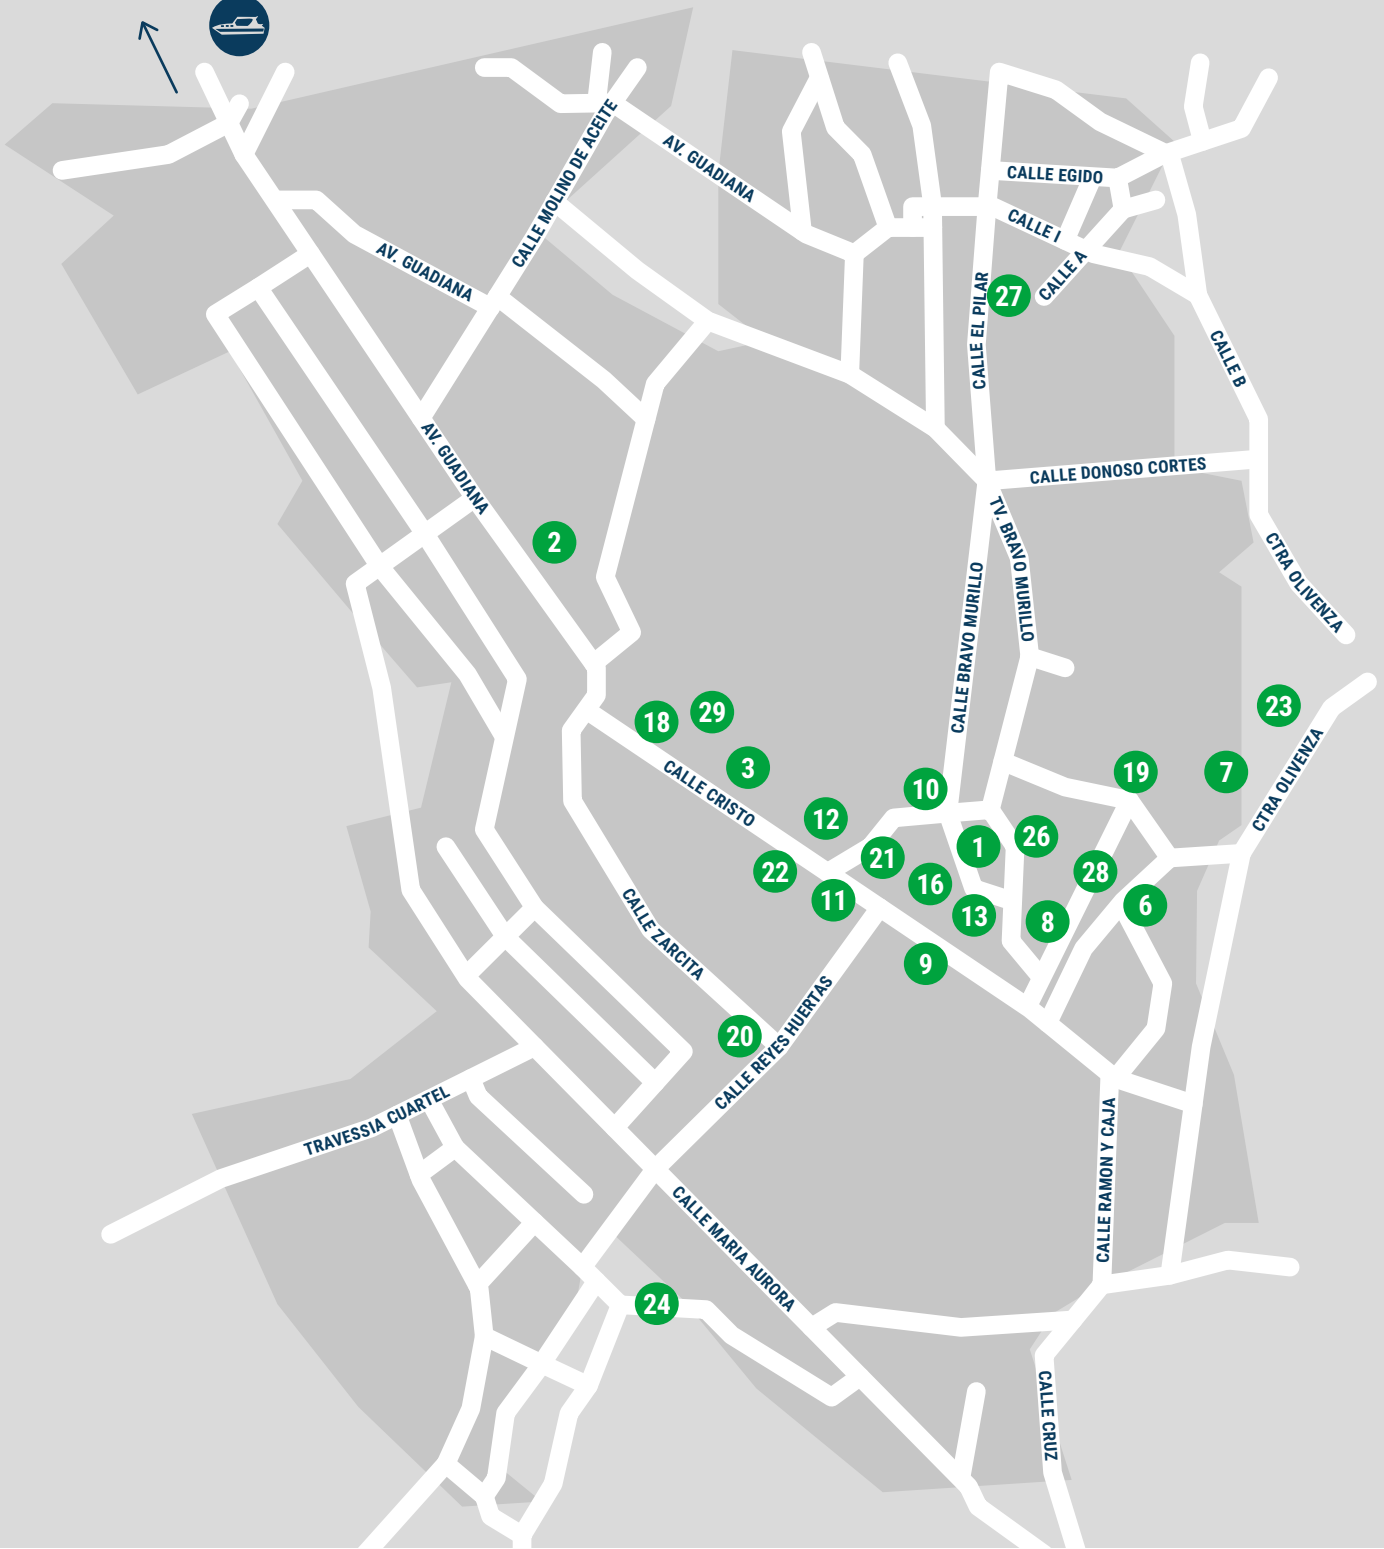 CALLE MOLINO DE ACEITE
AV. GUADIANA
CALLE EGIDO
CALLE I
CALLE A
AV. GUADIANA
27
CALLE EL PILAR
CALLE B
AV. GUADIANA
CALLE DONOSO CORTES
TV. BRAVO MURILLO
2
CTRA OLIVENZA
CALLE BRAVO MURILLO
18
29
23
3
CALLE CRISTO
10
19
7
CTRA OLIVENZA
12
1
26
21
22
16
28
11
13
8
6
CALLE ZARCITA
9
20
CALLE REYES HUERTAS
TRAVESSIA CUARTEL
CALLE RAMON Y CAJA
CALLE MARIA AURORA
24
CALLE CRUZ